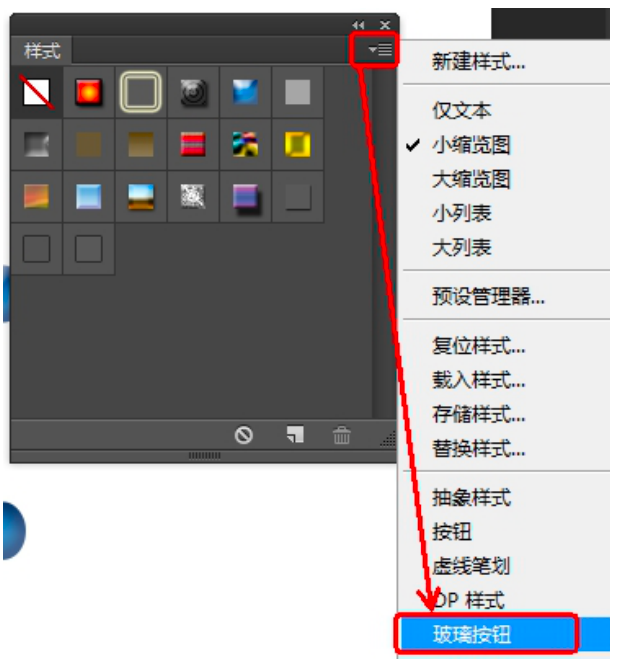 样式
新建样式...
仅文本
小缩览图
大缩览图
小列表
大列表
预设管理器...
复位样式...
载入样式...
存储样式...
替换样式...
抽象样式
按钮
虚线笔划
DP 样式
玻璃按钮